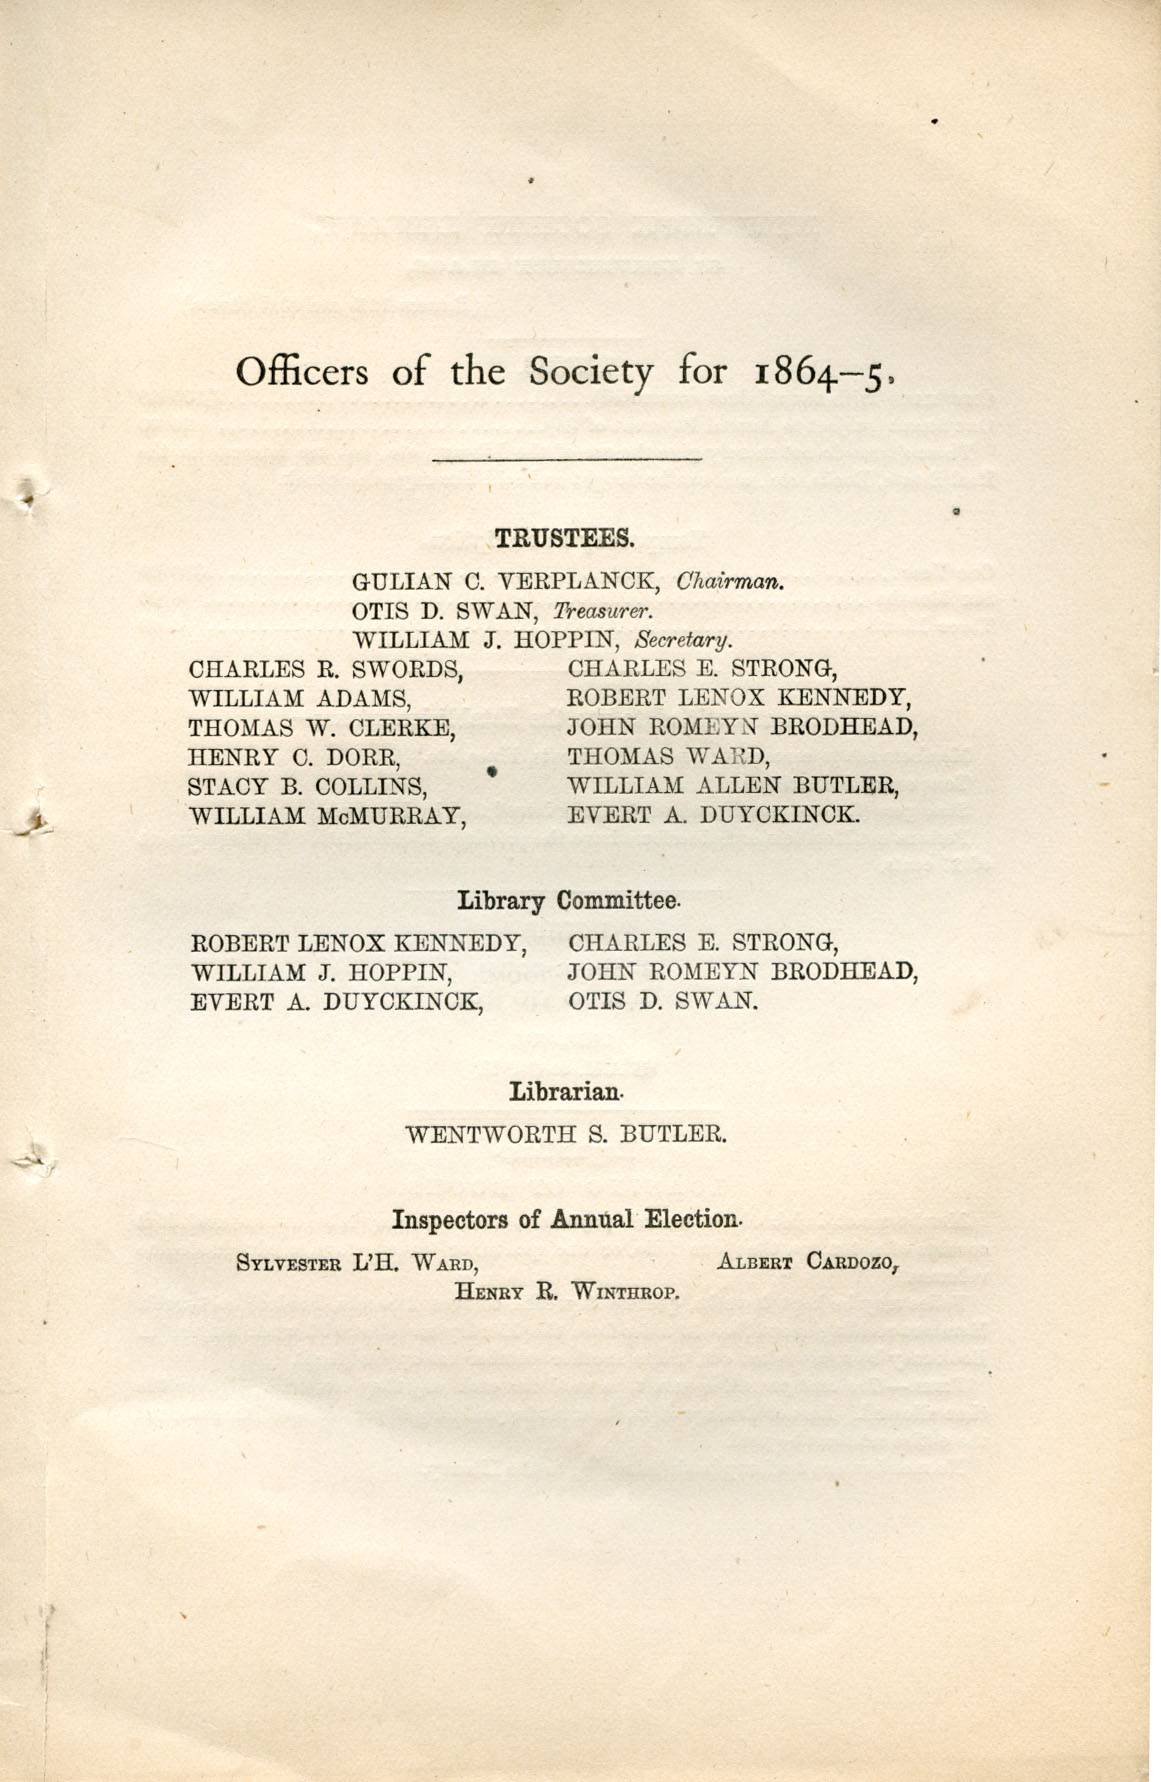 Officers of the Society for 1864–5,
TRUSTEES.
GULIAN C. VERPLANCK, Chairman.
OTIS D. SWAN, Treasurer.
WILLIAM J. HOPPIN, Secretary.
CHARLES R. SWORDS, CHARLES E. STRONG,
WILLIAM ADAMS, ROBERT LENOX KENNEDY,
THOMAS W. CLERKE, JOHN ROMEYN BRODHEAD,
HENRY C. DORR, THOMAS WARD,
STACY B. COLLINS, WILLIAM ALLEN BUTLER,
WILLIAM McMURRAY, EVERT A. DUYCKINCK.
Library Committee.
ROBERT LENOX KENNEDY, CHARLES E. STRONG,
WILLIAM J. HOPPIN, JOHN ROMEYN BRODHEAD,
EVERT A. DUYCKINCK, OTIS D. SWAN.
Librarian.
WENTWORTH S. BUTLER.
Inspectors of Annual Election.
SYLVESTER L'H. WARD, ALBERT CARDOZO,
HENRY R. WINTHROP.